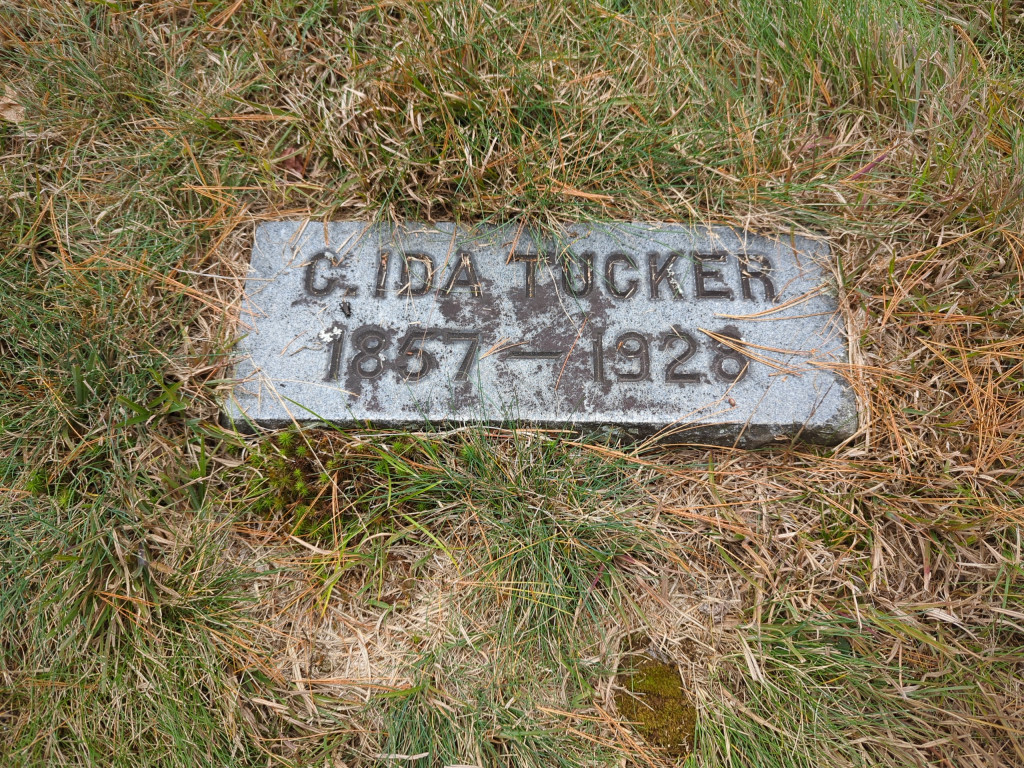 C. IDA TUCKER
1857 — 1928